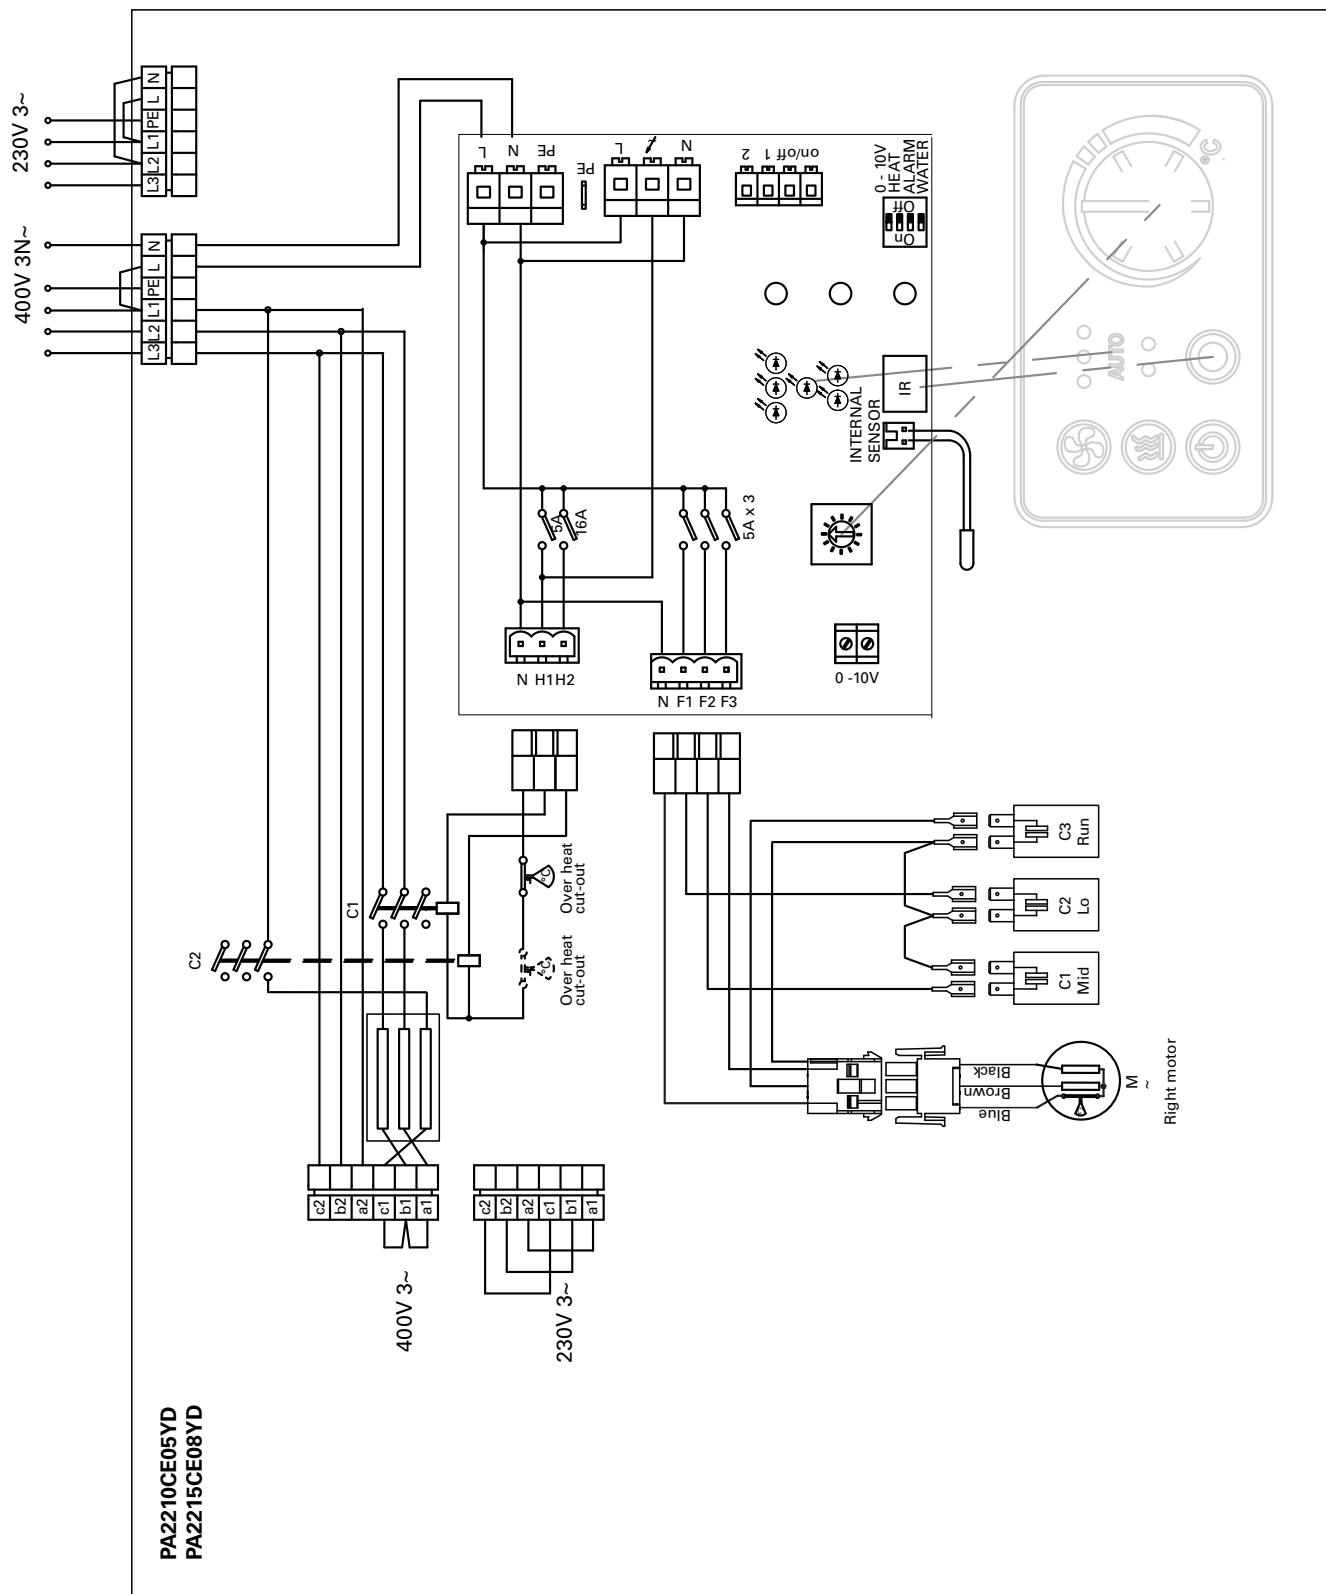 230V 3~
N
L
PE
L1
L2
L3
400V 3N~
N
L
PE
L1
L2
L3
L
N
PE
PE
L
N
2
1
on/off
0 - 10V
HEAT
ALARM
WATER
Off
On
°C
AUTO
IR
INTERNAL
SENSOR
5A
16A
5A x 3
N H1 H2
N F1 F2 F3
0 -10V
C1
C2
°C
Over heat
cut-out
°C
Over heat
cut-out
C3
Run
C2
Lo
C1
Mid
c2
b2
a2
c1
b1
a1
400V 3~
c2
b2
a2
c1
b1
a1
230V 3~
Black
Brown
Blue
M
~
Right motor
PA2210CE05YD
PA2215CE08YD